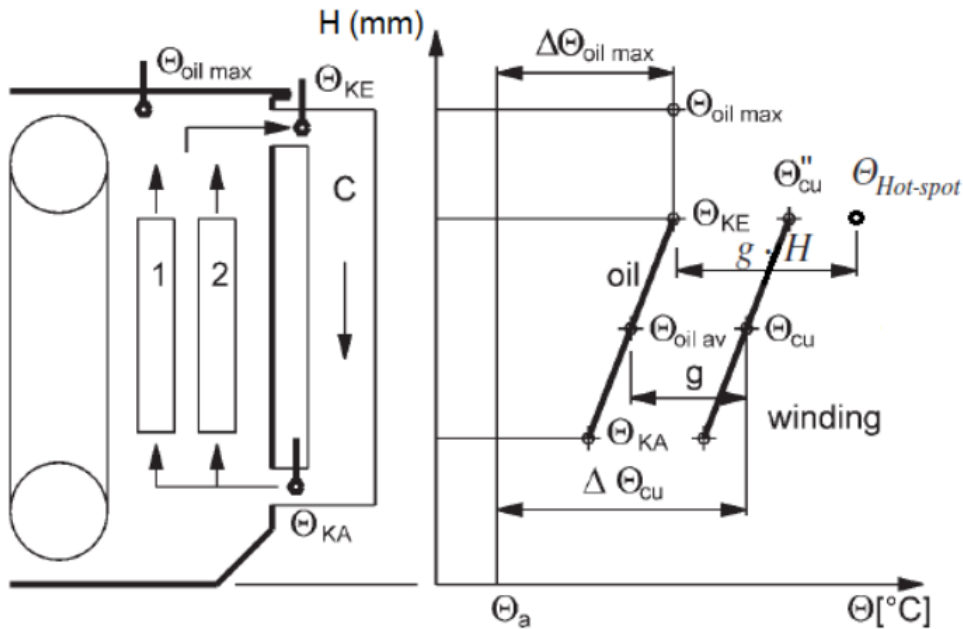 Θoil max
ΘKE
C
1
2
ΘKA
H (mm)
ΔΘoil max
Θoil max
Θ"cu
ΘHot-spot
ΘKE
g · H
oil
Θoil av
Θcu
g
winding
ΘKA
Δ Θcu
Θa
Θ[°C]